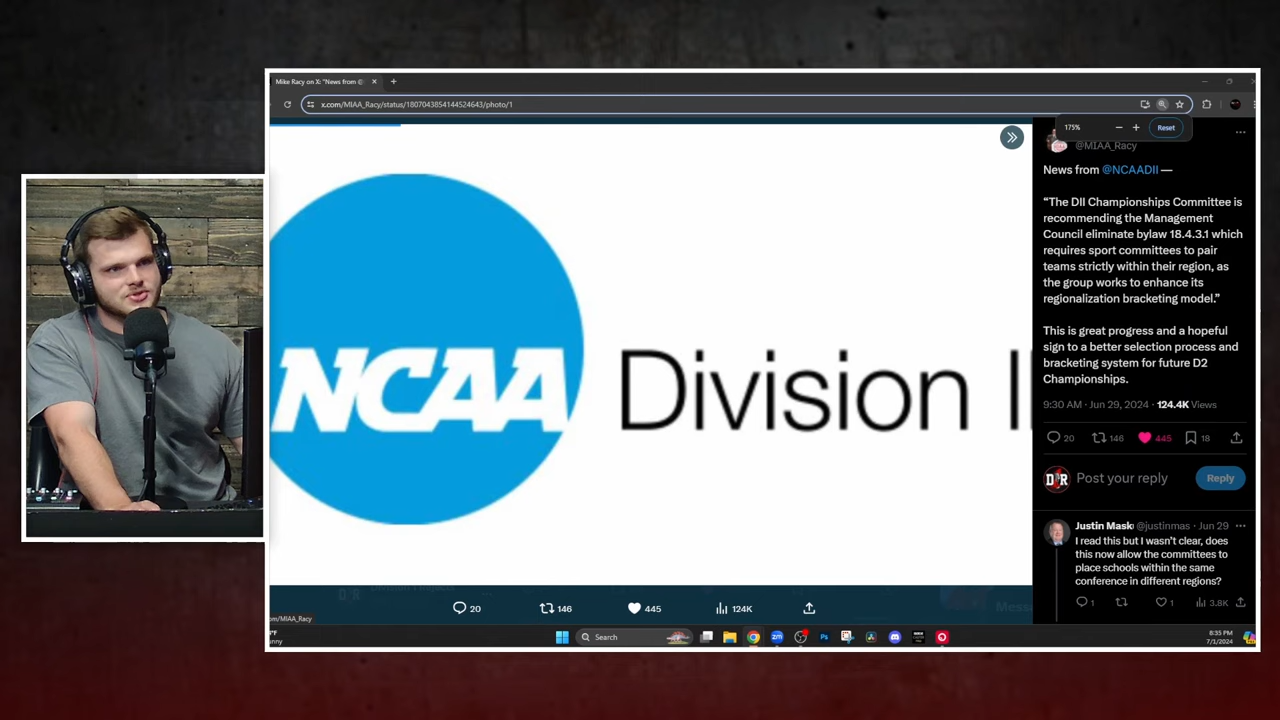 Mike Racy on X: "News from @
x.com/MIAA_Racy/status/1807043854144524643/photo/1
175%
Reset
@MIAA_Racy
News from @NCAADII —
“The DII Championships Committee is
recommending the Management
Council eliminate bylaw 18.4.3.1 which
requires sport committees to pair
teams strictly within their region, as
the group works to enhance its
regionalization bracketing model.”
This is great progress and a hopeful
sign to a better selection process and
bracketing system for future D2
Championships.
9:30 AM · Jun 29, 2024 · 124.4K Views
20 146 445 18
Post your reply
Reply
Justin Mask @justinmas · Jun 29
I read this but I wasn't clear, does
this now allow the committees to
place schools within the same
conference in different regions?
1 1 3.8K
NCAA Division II
20 146 445 124K
om/MIAA_Racy
Search
8:35 PM
7/1/2024